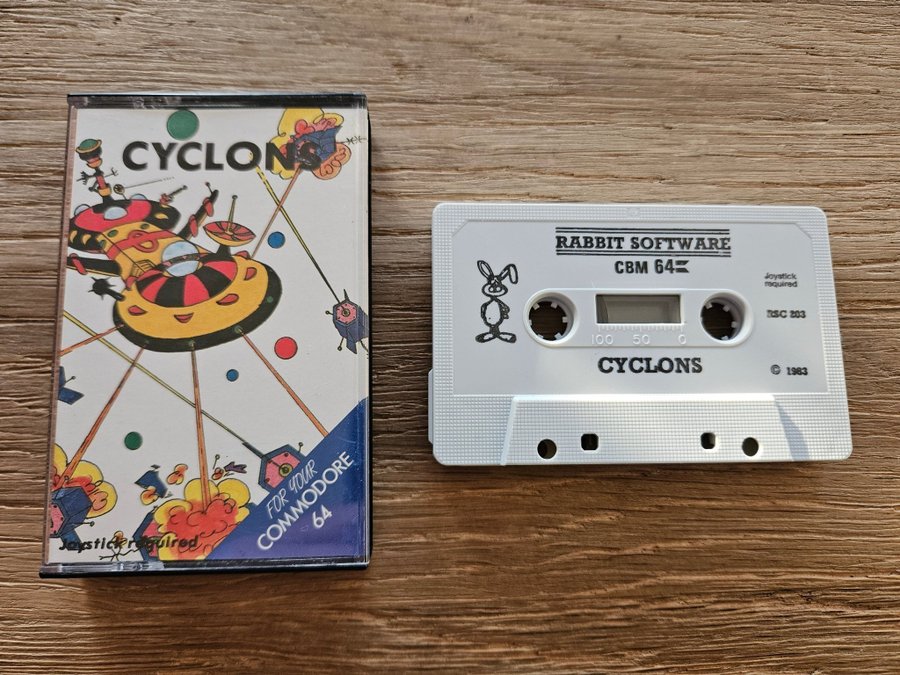 CYCLONS
FOR YOUR
COMMODORE
64
Joystick required
RABBIT SOFTWARE
CBM 64
Joystick
required
RSC 203
100 50 0
CYCLONS
© 1983